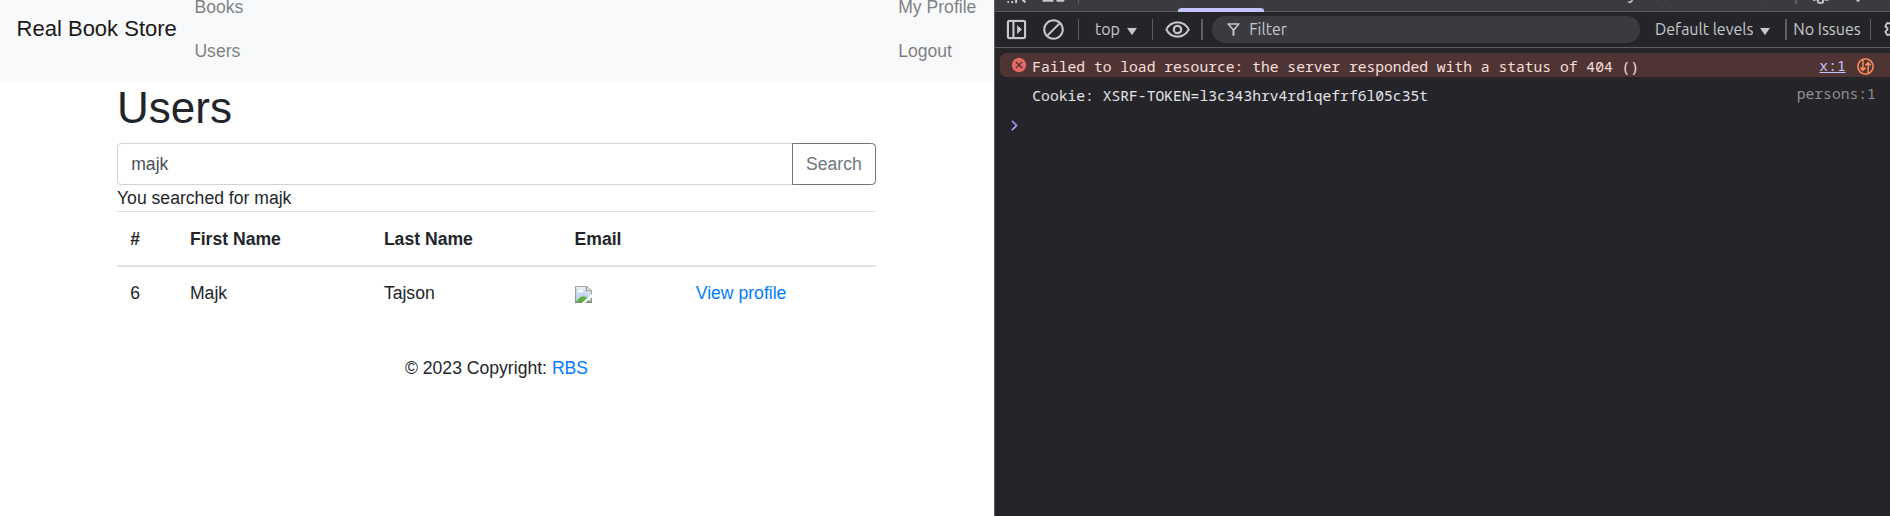 Books
My Profile
Real Book Store
Users
Logout
Users
majk
Search
You searched for majk
# First Name Last Name Email
6 Majk Tajson View profile
© 2023 Copyright: RBS
top
Filter
Default levels
No Issues
Failed to load resource: the server responded with a status of 404 () x:1
Cookie: XSRF-TOKEN=l3c343hrv4rd1qefrf6l05c35t persons:1